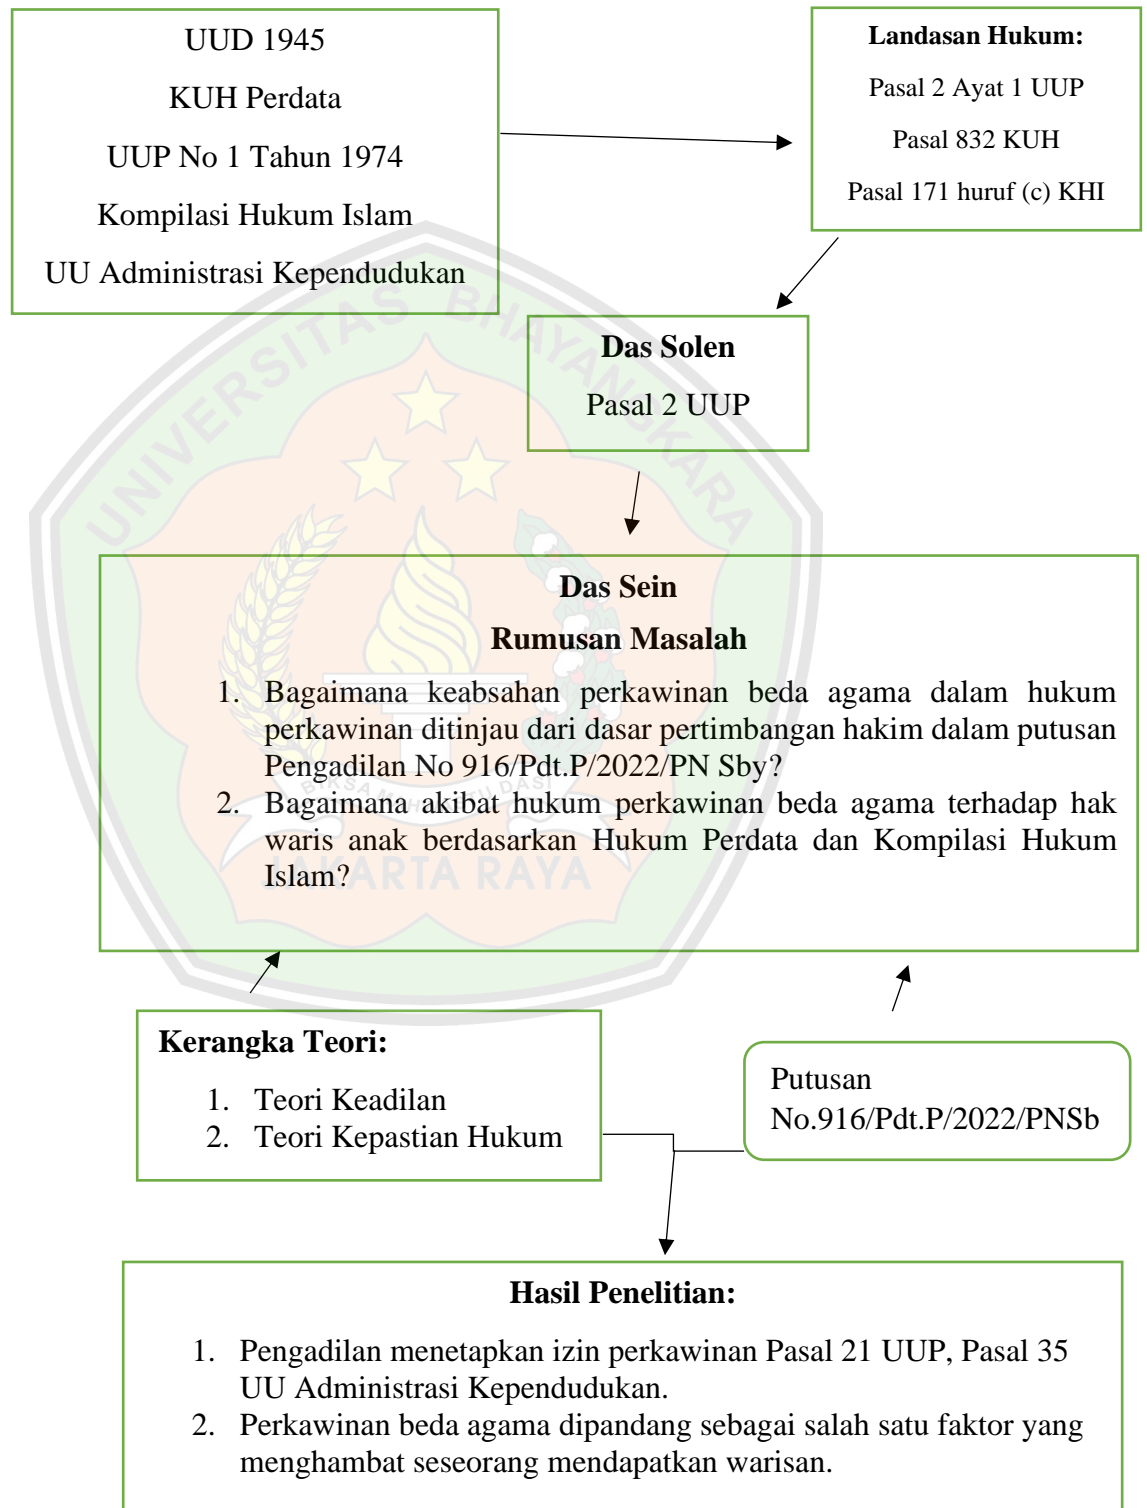 UUD 1945
KUH Perdata
UUP No 1 Tahun 1974
Kompilasi Hukum Islam
UU Administrasi Kependudukan
Landasan Hukum:
Pasal 2 Ayat 1 UUP
Pasal 832 KUH
Pasal 171 huruf (c) KHI
Das Solen
Pasal 2 UUP
Das Sein
Rumusan Masalah
1. Bagaimana keabsahan perkawinan beda agama dalam hukum
perkawinan ditinjau dari dasar pertimbangan hakim dalam putusan
Pengadilan No 916/Pdt.P/2022/PN Sby?
2. Bagaimana akibat hukum perkawinan beda agama terhadap hak
waris anak berdasarkan Hukum Perdata dan Kompilasi Hukum
Islam?
Kerangka Teori:
1. Teori Keadilan
2. Teori Kepastian Hukum
Putusan
No.916/Pdt.P/2022/PNSb
Hasil Penelitian:
1. Pengadilan menetapkan izin perkawinan Pasal 21 UUP, Pasal 35
UU Administrasi Kependudukan.
2. Perkawinan beda agama dipandang sebagai salah satu faktor yang
menghambat seseorang mendapatkan warisan.
UNIVERSITAS BHAYANGKARA
JAKARTA RAYA